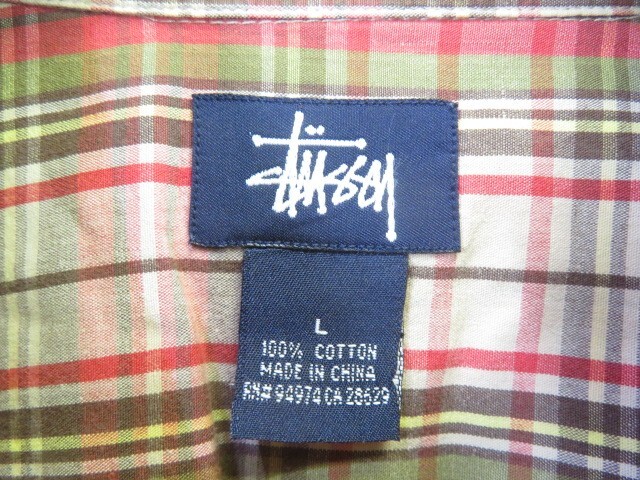 Stüssy
L
100% COTTON
MADE IN CHINA
RN# 94974 CA 28629